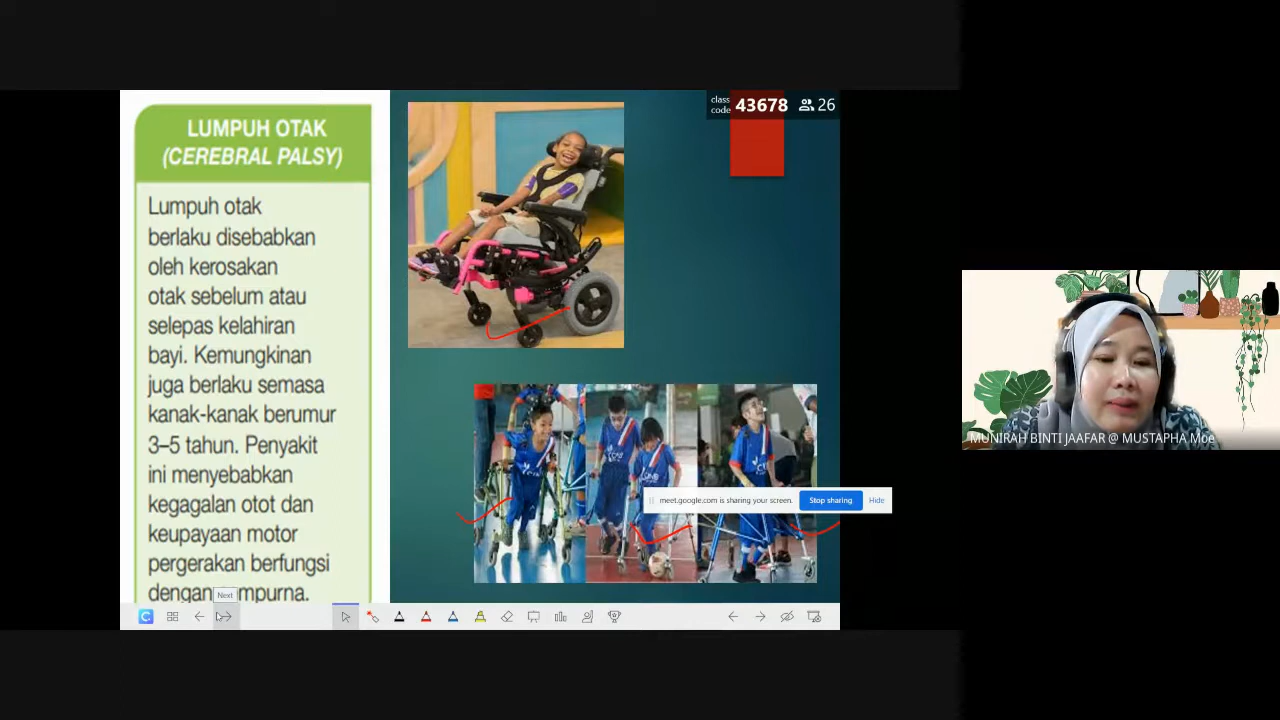 LUMPUH OTAK
(CEREBRAL PALSY)
Lumpuh otak
berlaku disebabkan
oleh kerosakan
otak sebelum atau
selepas kelahiran
bayi. Kemungkinan
juga berlaku semasa
kanak-kanak berumur
3–5 tahun. Penyakit
ini menyebabkan
kegagalan otot dan
keupayaan motor
pergerakan berfungsi
dengan mpurna.
Next
class
code 43678 26
meet.google.com is sharing your screen. Stop sharing Hide
MUNIRAH BINTI JAAFAR @ MUSTAPHA Moe